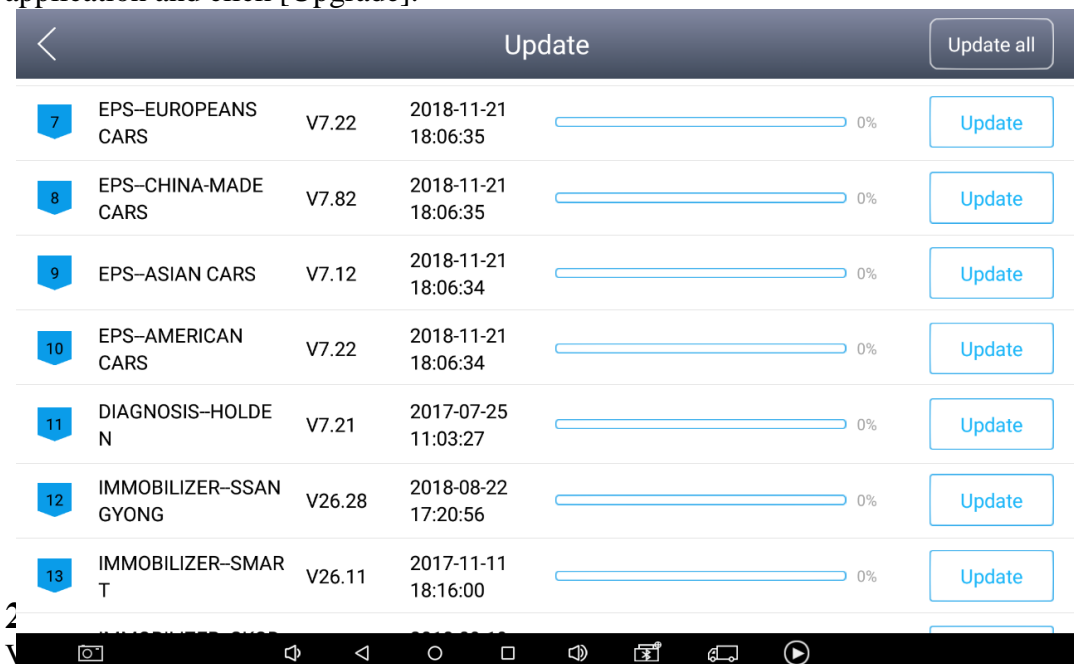 application and click [Upgrade].
Update
Update all
7
EPS–EUROPEANS
CARS
V7.22
2018-11-21
18:06:35
0%
Update
8
EPS–CHINA-MADE
CARS
V7.82
2018-11-21
18:06:35
0%
Update
9
EPS–ASIAN CARS
V7.12
2018-11-21
18:06:34
0%
Update
10
EPS–AMERICAN
CARS
V7.22
2018-11-21
18:06:34
0%
Update
11
DIAGNOSIS–HOLDE
N
V7.21
2017-07-25
11:03:27
0%
Update
12
IMMOBILIZER–SSAN
GYONG
V26.28
2018-08-22
17:20:56
0%
Update
13
IMMOBILIZER–SMAR
T
V26.11
2017-11-11
18:16:00
0%
Update
2